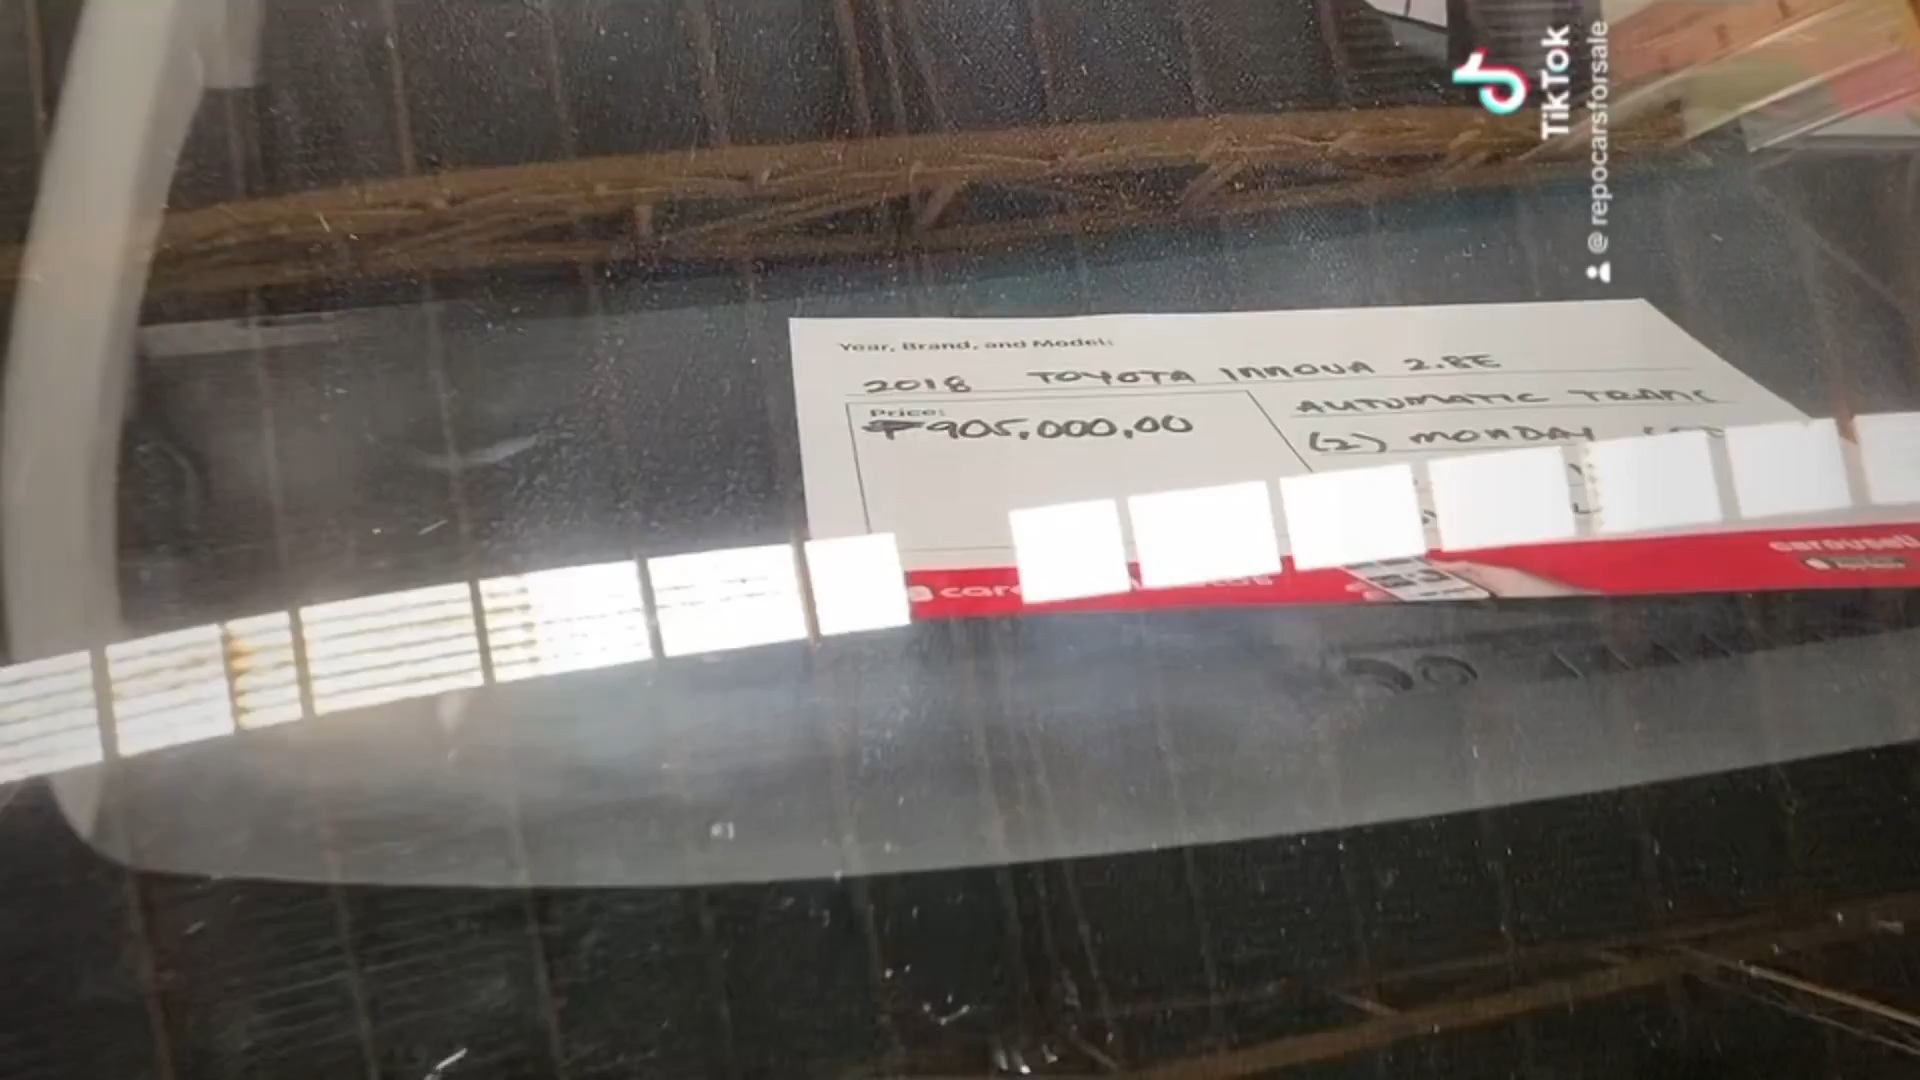 TikTok
@repocarsforsale
Year, Brand, and Model:
2018 TOYOTA INNOVA 2.8E
Price:
₱905,000.00
AUTOMATIC
(2) MONDAY
carousell